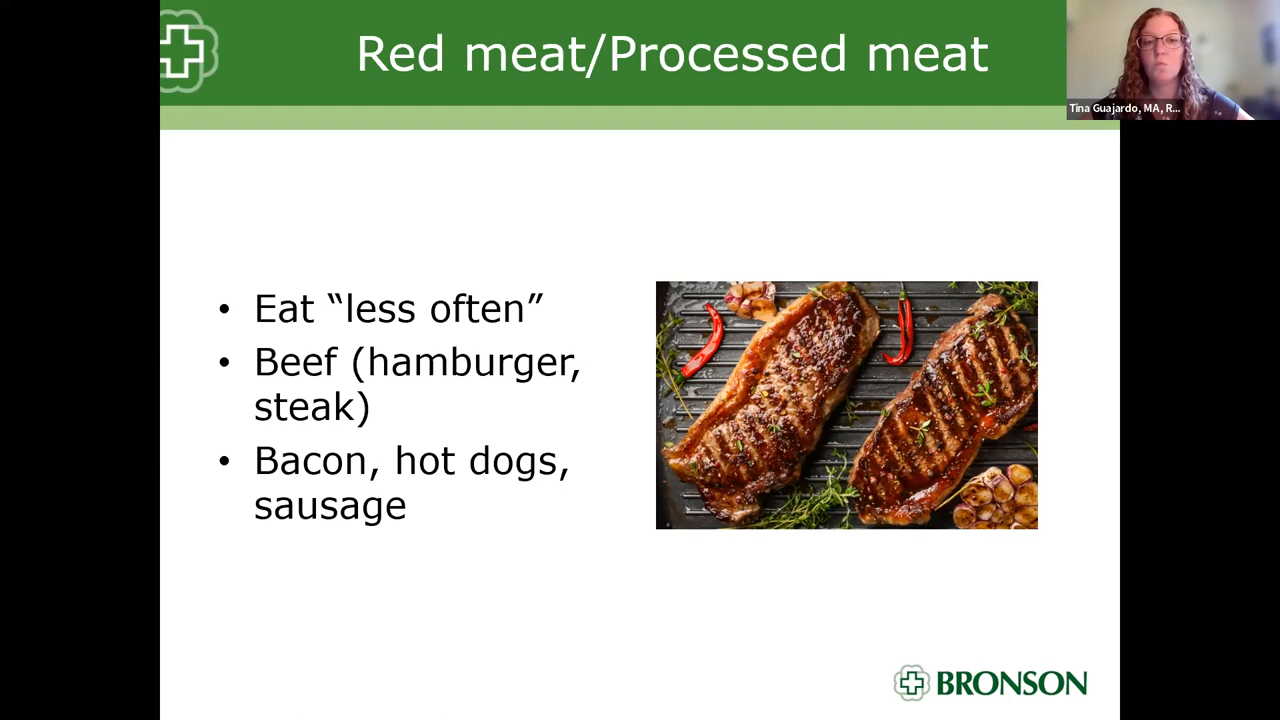 Red meat/Processed meat
Tina Guajardo, MA, R...
• Eat “less often”
• Beef (hamburger,
steak)
• Bacon, hot dogs,
sausage
BRONSON